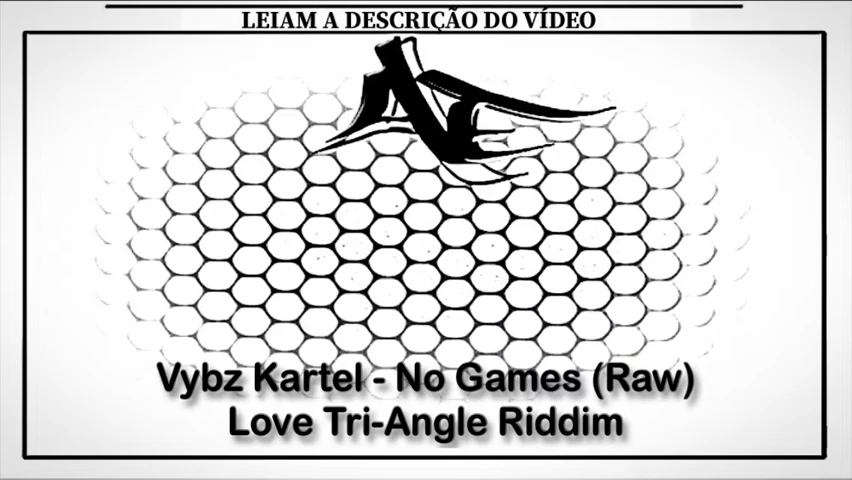 LEIAM A DESCRIÇÃO DO VÍDEO
Vybz Kartel - No Games (Raw)
Love Tri-Angle Riddim